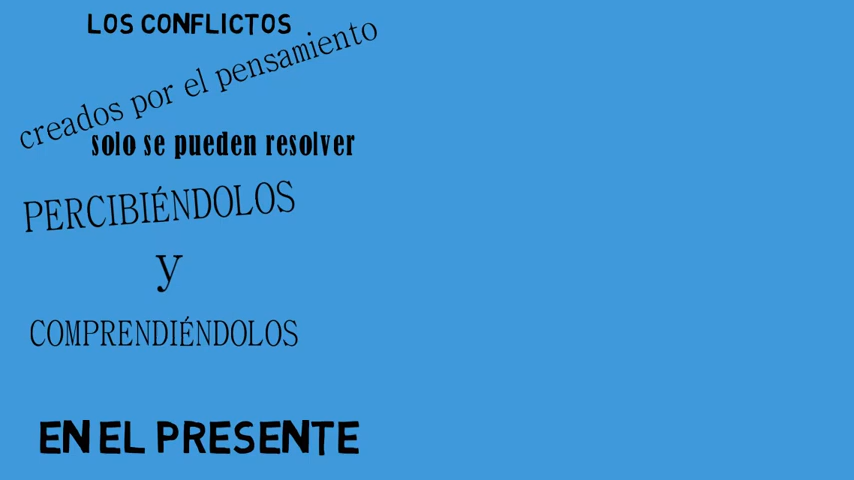 LOS CONFLICTOS
creados por el pensamiento
solo se pueden resolver
PERCIBIÉNDOLOS
y
COMPRENDIÉNDOLOS
EN EL PRESENTE